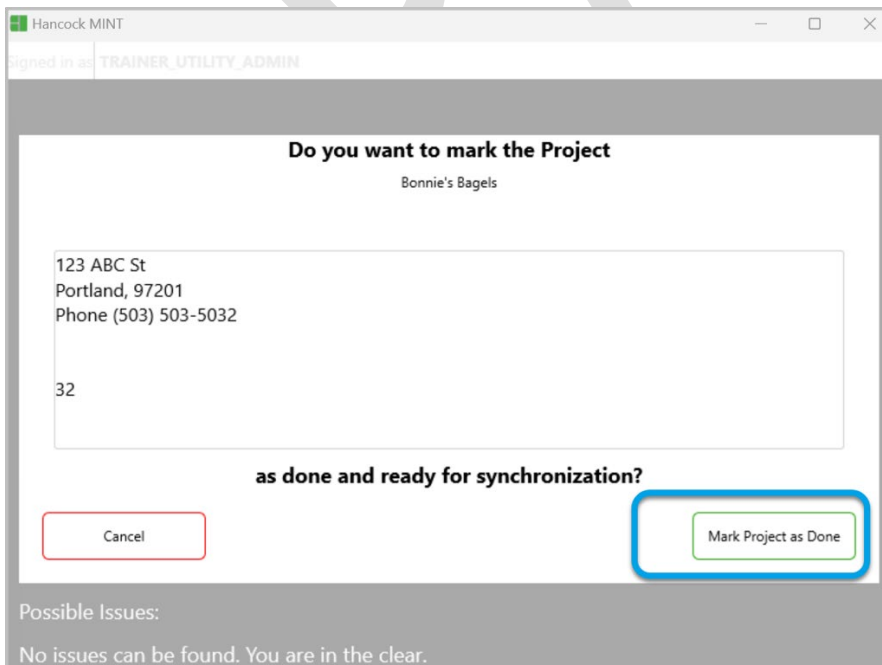 Hancock MINT
Signed in as TRAINER_UTILITY_ADMIN
Do you want to mark the Project
Bonnie's Bagels
123 ABC St
Portland, 97201
Phone (503) 503-5032
32
as done and ready for synchronization?
Cancel
Mark Project as Done
Possible Issues:
No issues can be found. You are in the clear.